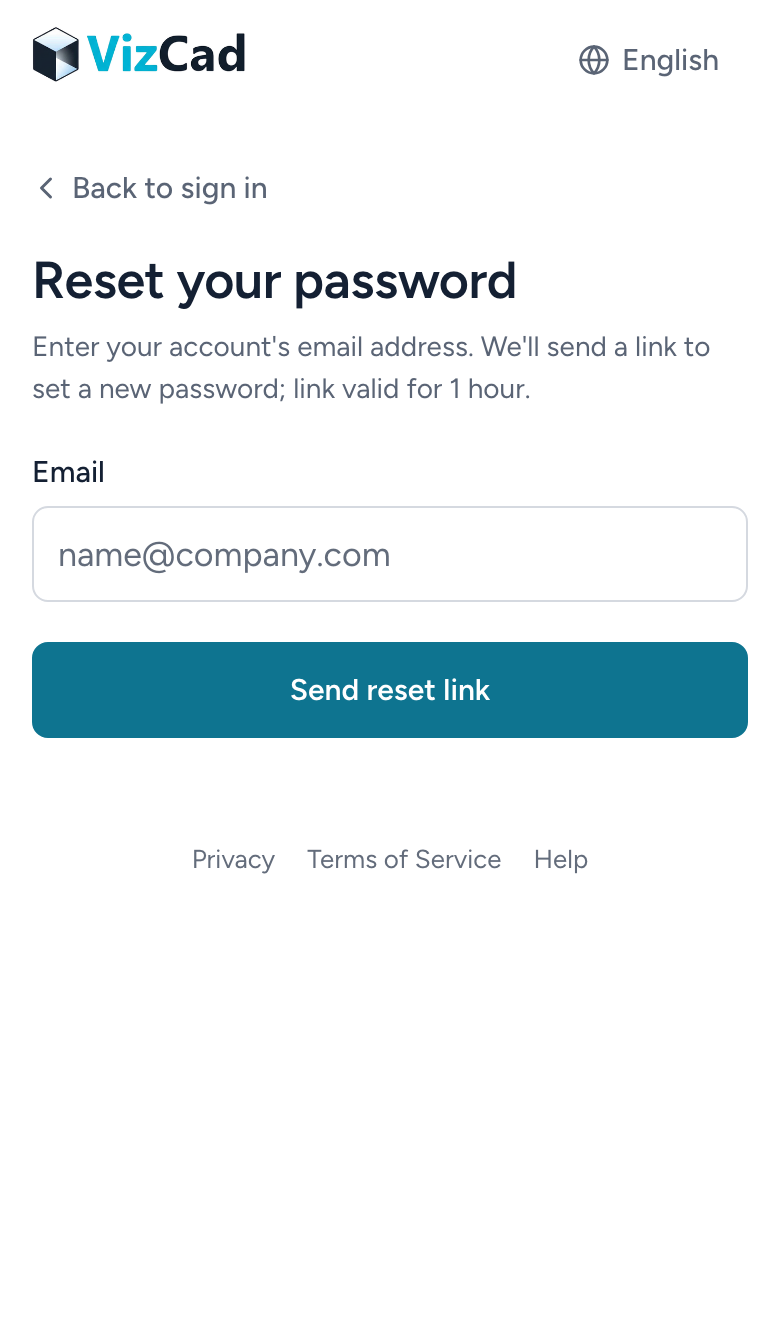 VizCad
English
Back to sign in
Reset your password
Enter your account's email address. We'll send a link to
set a new password; link valid for 1 hour.
Email
name@company.com
Send reset link
Privacy Terms of Service Help